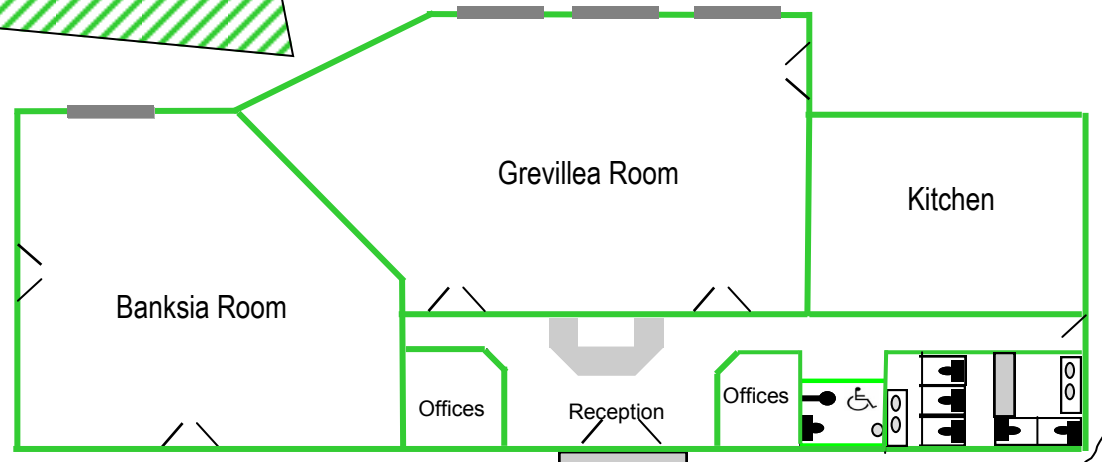 Grevillea Room
Kitchen
Banksia Room
Offices
Reception
Offices